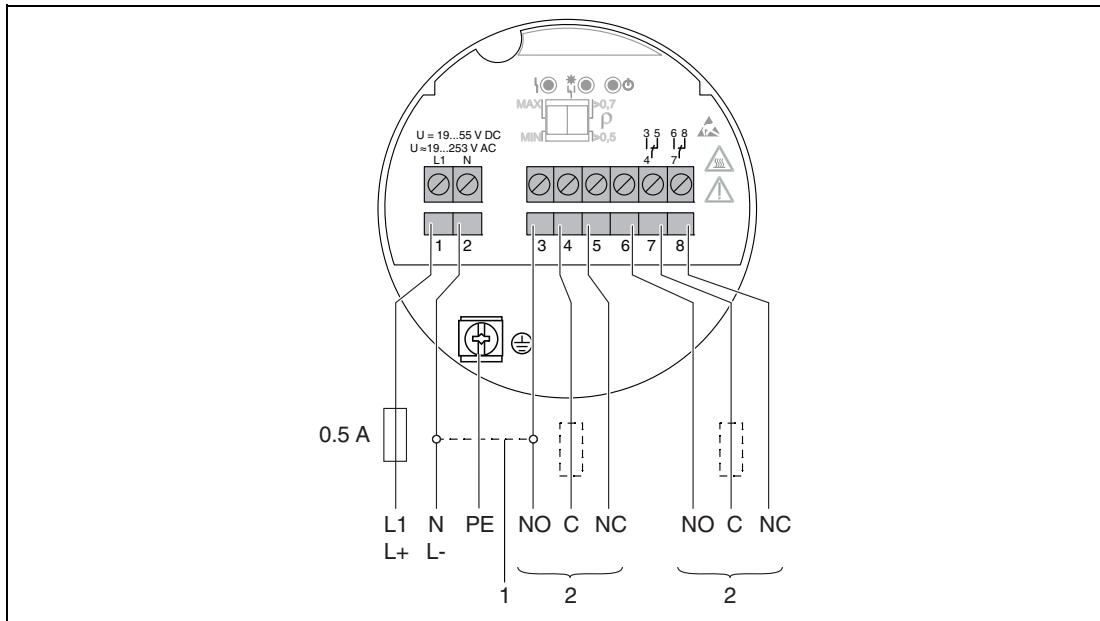 MAX >0,7
ρ
MIN >0,5
U = 19...55 V DC
U ≈19...253 V AC
L1 N
3 5 6 8
4 7
1 2 3 4 5 6 7 8
0.5 A
L1 N PE NO C NC NO C NC
L+ L-
1 2 2